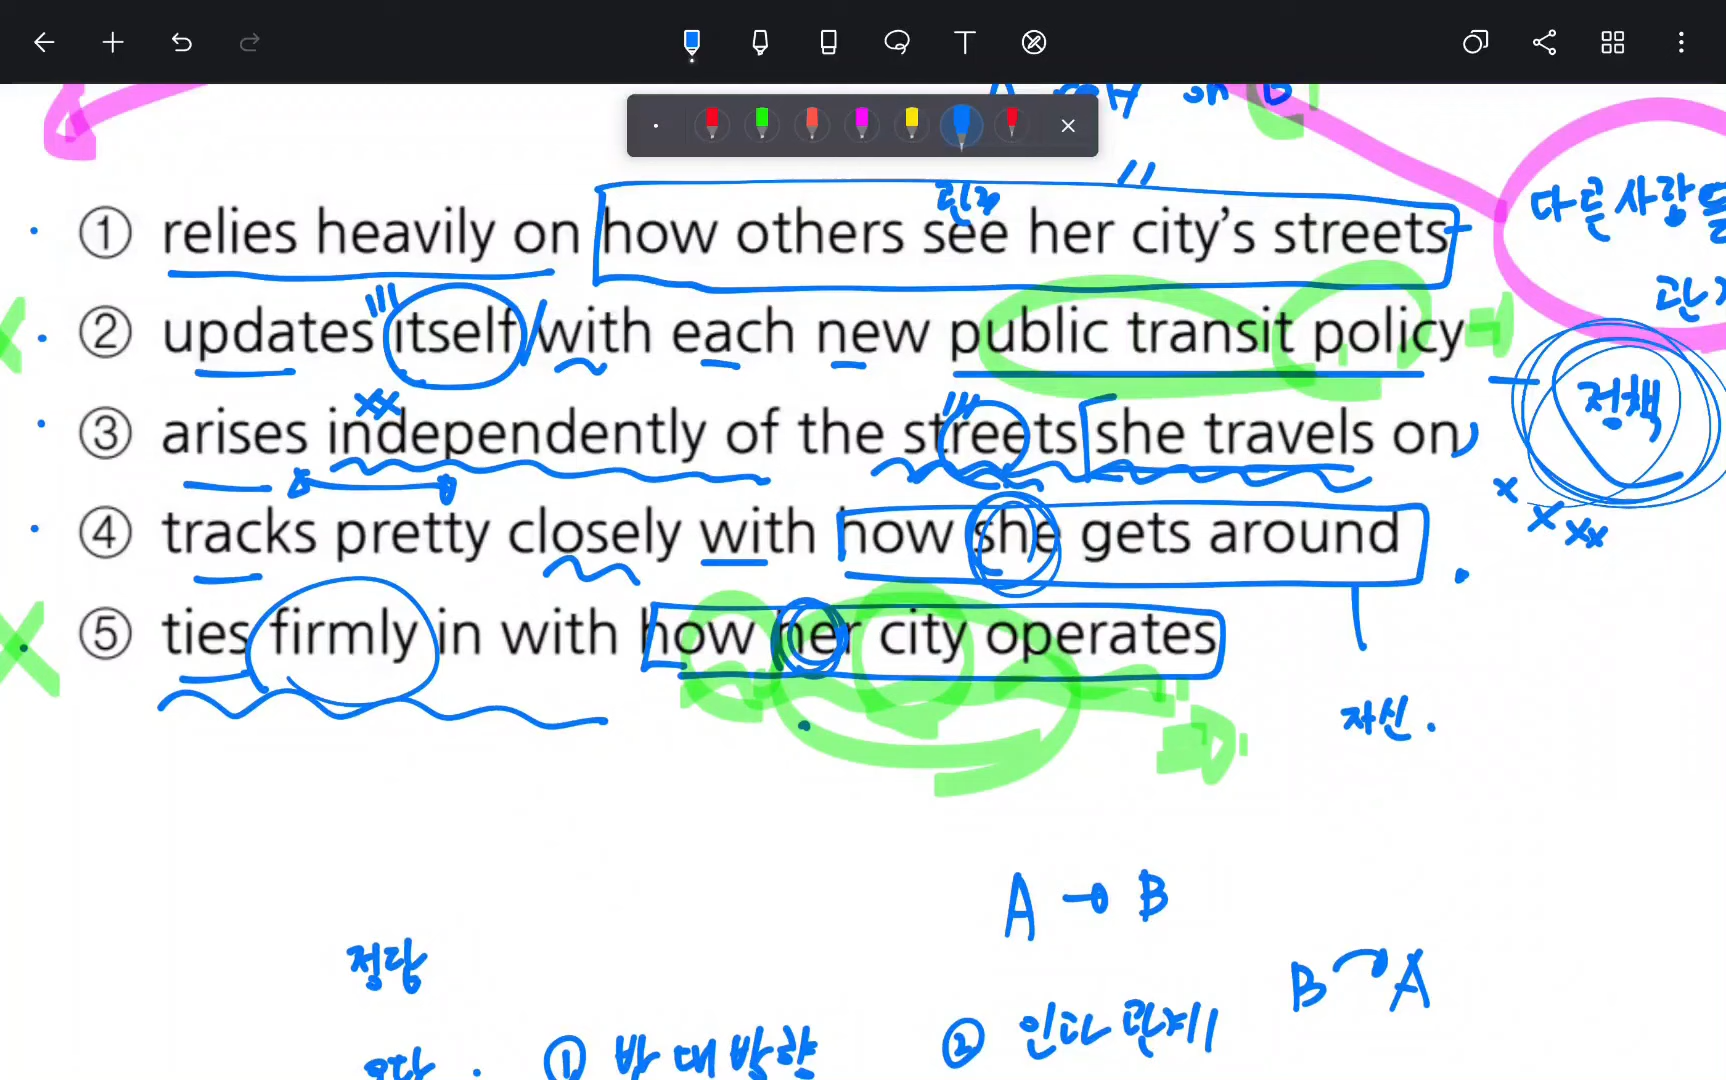 다른 사람들
① relies heavily on how others see her city's streets
관
② updates itself with each new public transit policy
정책
③ arises independently of the streets she travels on
④ tracks pretty closely with how she gets around
⑤ ties firmly in with how her city operates
자신.
A → B
정답
B A
오답. ① 반대방향 ② 인과관계